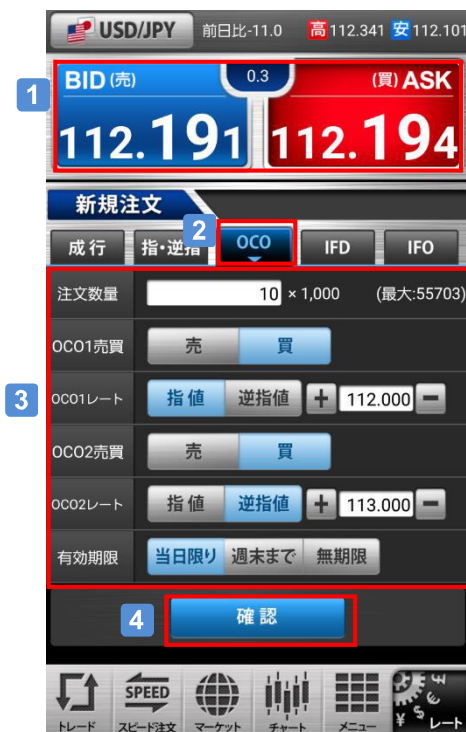 USD/JPY 前日比-11.0 高112.341 安112.101
1
BID(売) 0.3 (買)ASK
112.191 112.194
新規注文
2
成行 指・逆指 OCO IFD IFO
注文数量 10 ×1,000 (最大:55703)
OCO1売買 売 買
3
OCO1レート 指値 逆指値 + 112.000 −
OCO2売買 売 買
OCO2レート 指値 逆指値 + 113.000 −
有効期限 当日限り 週末まで 無期限
4 確認
SPEED
トレード スピード注文 マーケット チャート メニュー レート